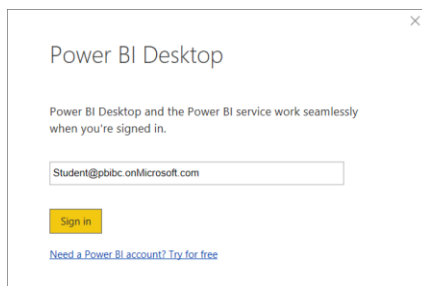 Power BI Desktop
Power BI Desktop and the Power BI service work seamlessly
when you're signed in.
Student@pbibc.onMicrosoft.com
Sign in
Need a Power BI account? Try for free